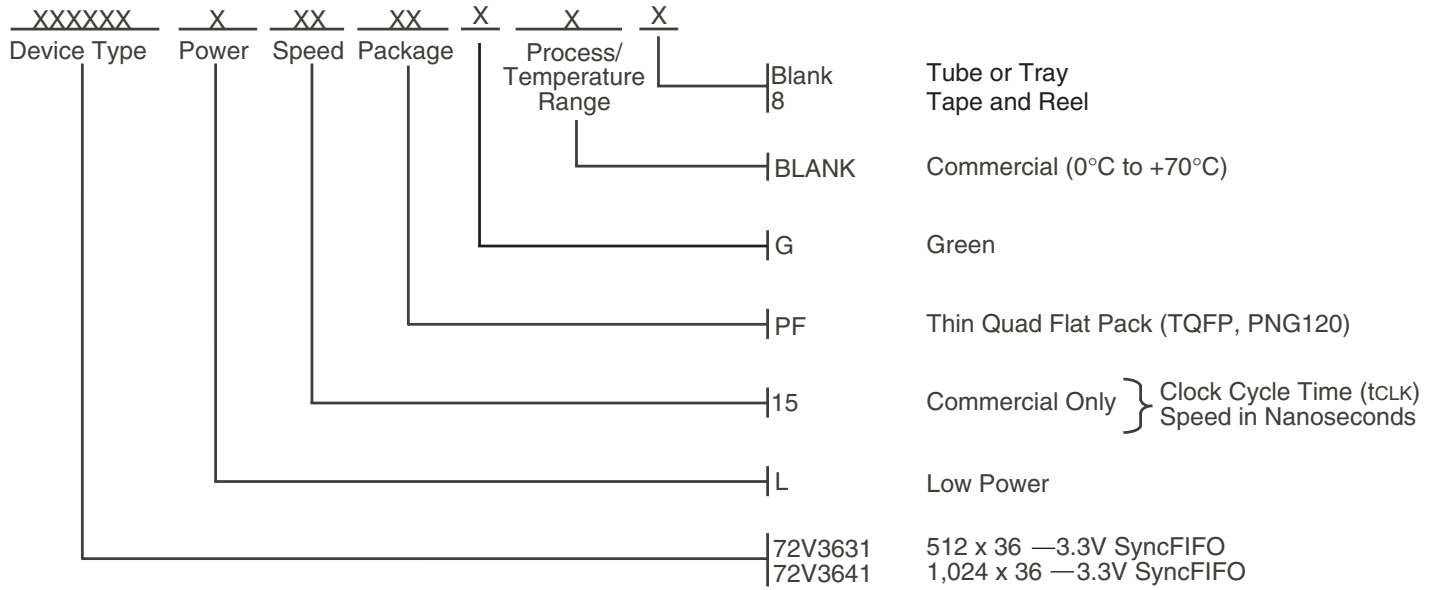 XXXXXX X XX XX X X X
Device Type Power Speed Package Process/
Temperature
Range
Blank Tube or Tray
8 Tape and Reel
BLANK Commercial (0°C to +70°C)
G Green
PF Thin Quad Flat Pack (TQFP, PNG120)
15 Commercial Only } Clock Cycle Time (tCLK)
Speed in Nanoseconds
L Low Power
72V3631 512 x 36 —3.3V SyncFIFO
72V3641 1,024 x 36 —3.3V SyncFIFO